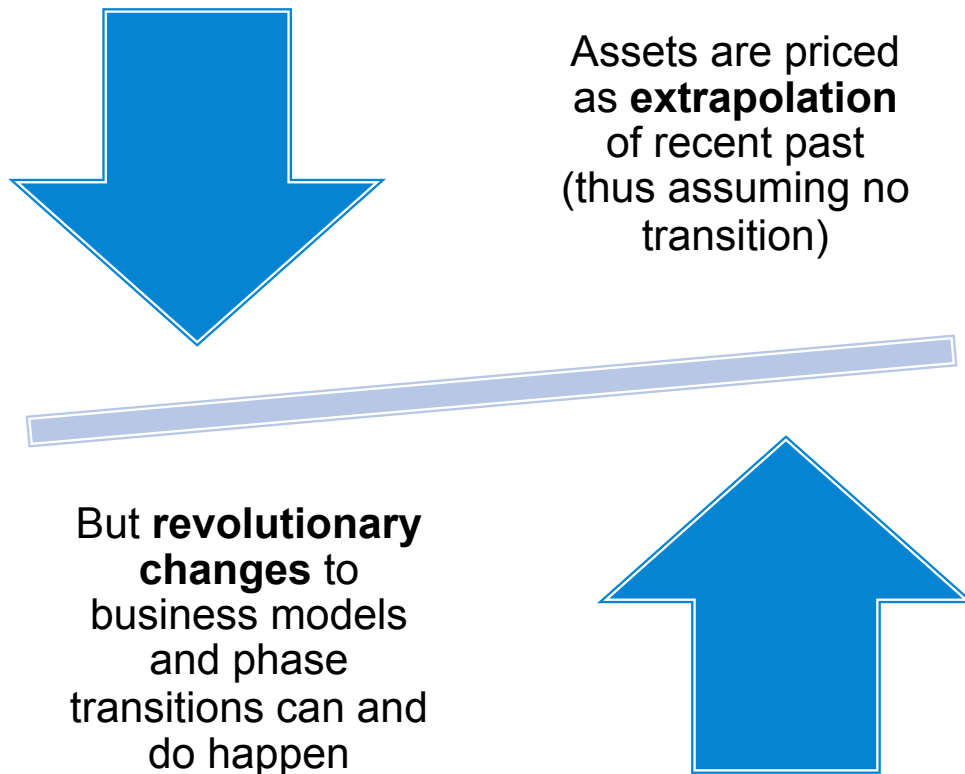 Assets are priced
as extrapolation
of recent past
(thus assuming no
transition)
But revolutionary
changes to
business models
and phase
transitions can and
do happen